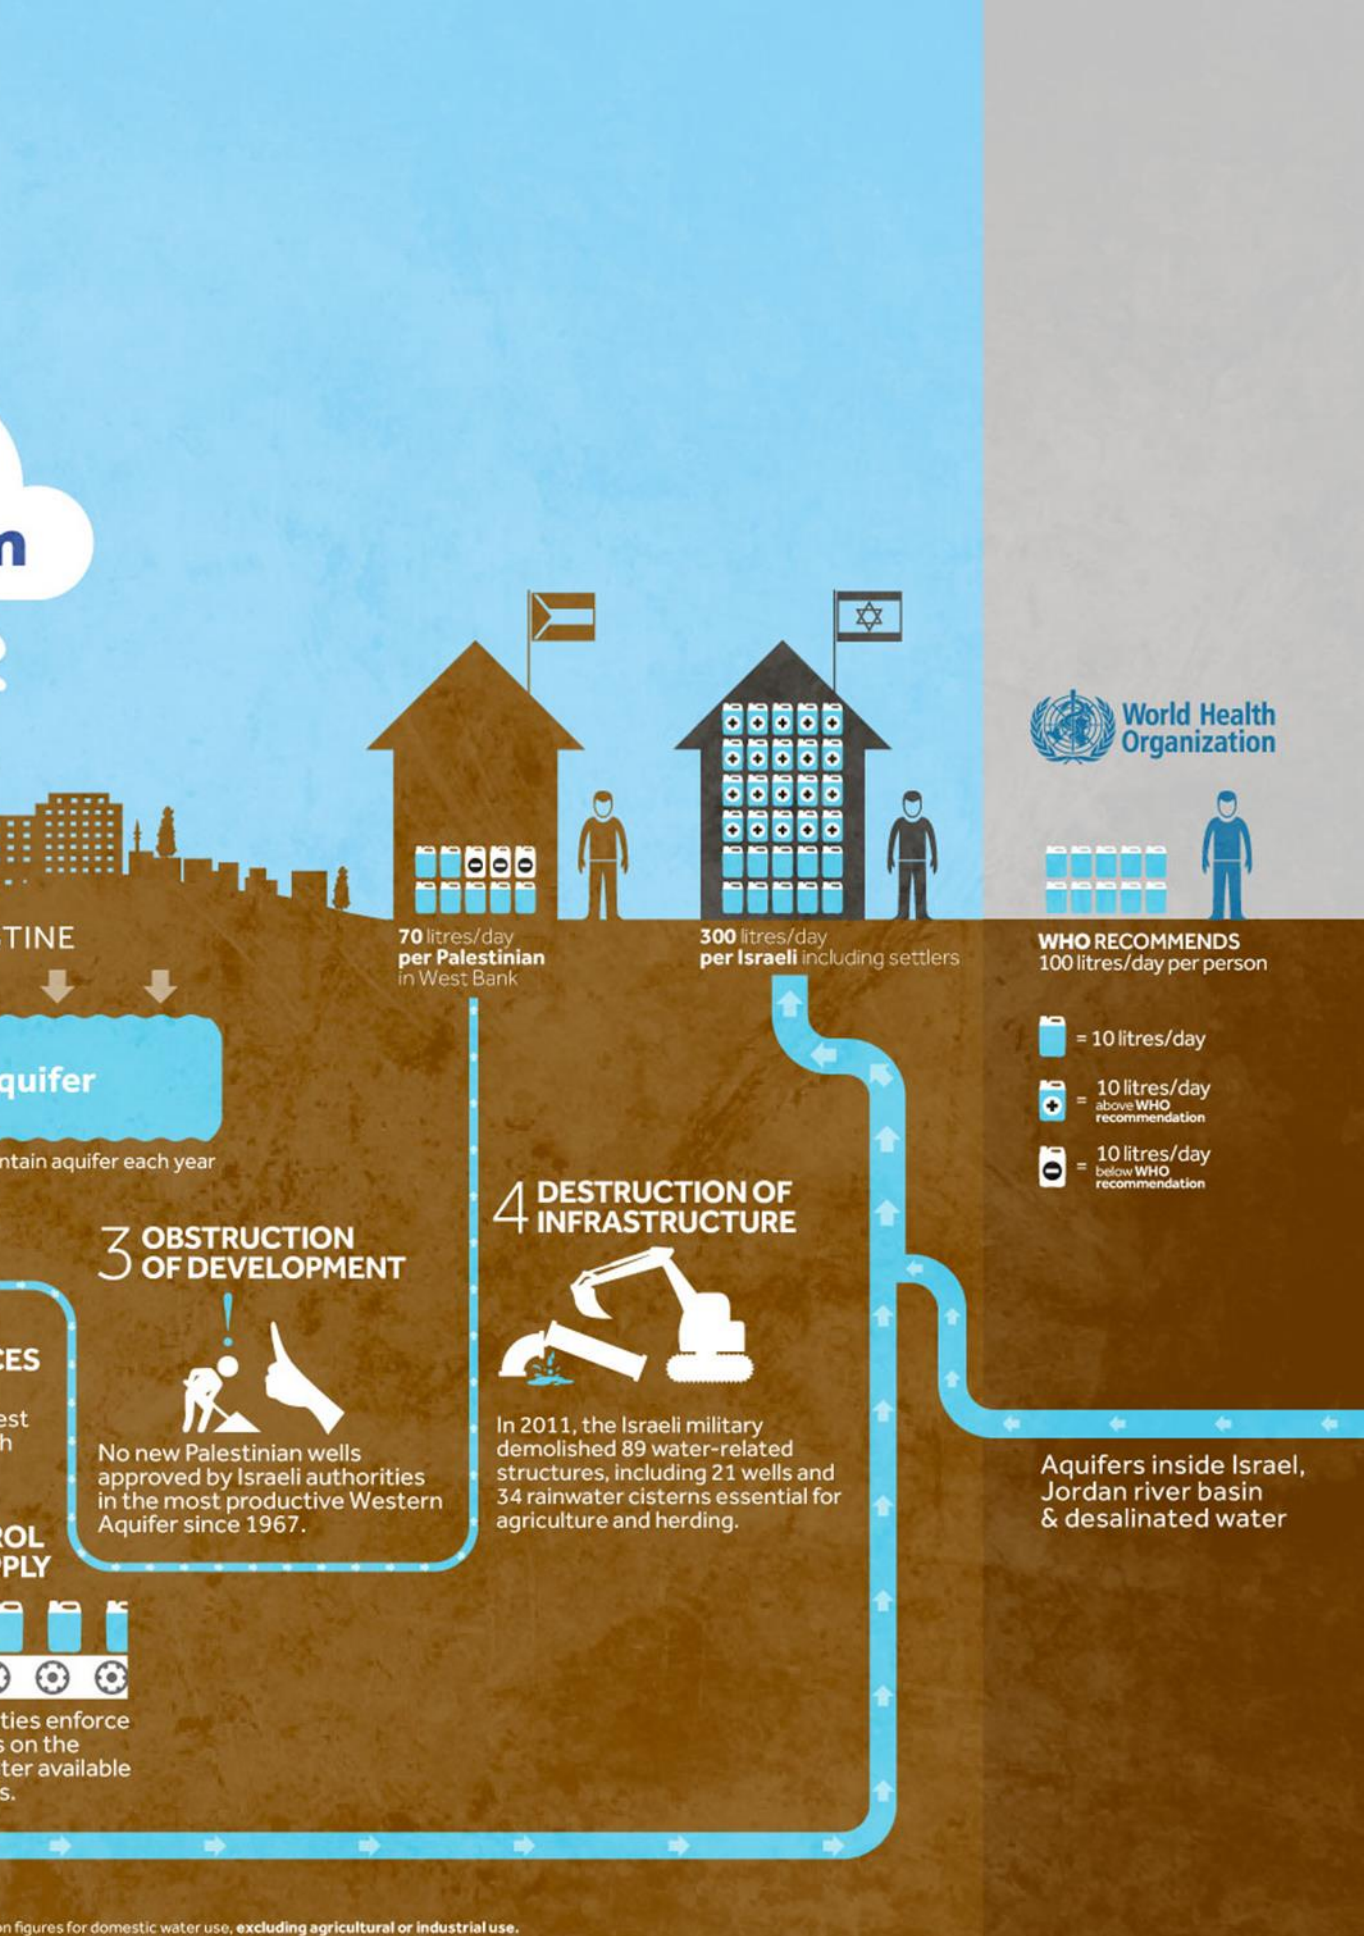 70 litres/day
per Palestinian
in West Bank
300 litres/day
per Israeli including settlers
World Health
Organization
WHO RECOMMENDS
100 litres/day per person
= 10 litres/day
= 10 litres/day
above WHO
recommendation
= 10 litres/day
below WHO
recommendation
TINE
quifer
ntain aquifer each year
3 OBSTRUCTION
OF DEVELOPMENT
No new Palestinian wells
approved by Israeli authorities
in the most productive Western
Aquifer since 1967.
4 DESTRUCTION OF
INFRASTRUCTURE
In 2011, the Israeli military
demolished 89 water-related
structures, including 21 wells and
34 rainwater cisterns essential for
agriculture and herding.
Aquifers inside Israel,
Jordan river basin
& desalinated water
CES
est
h
ROL
PPLY
ties enforce
s on the
ter available
s.
n figures for domestic water use, excluding agricultural or industrial use.